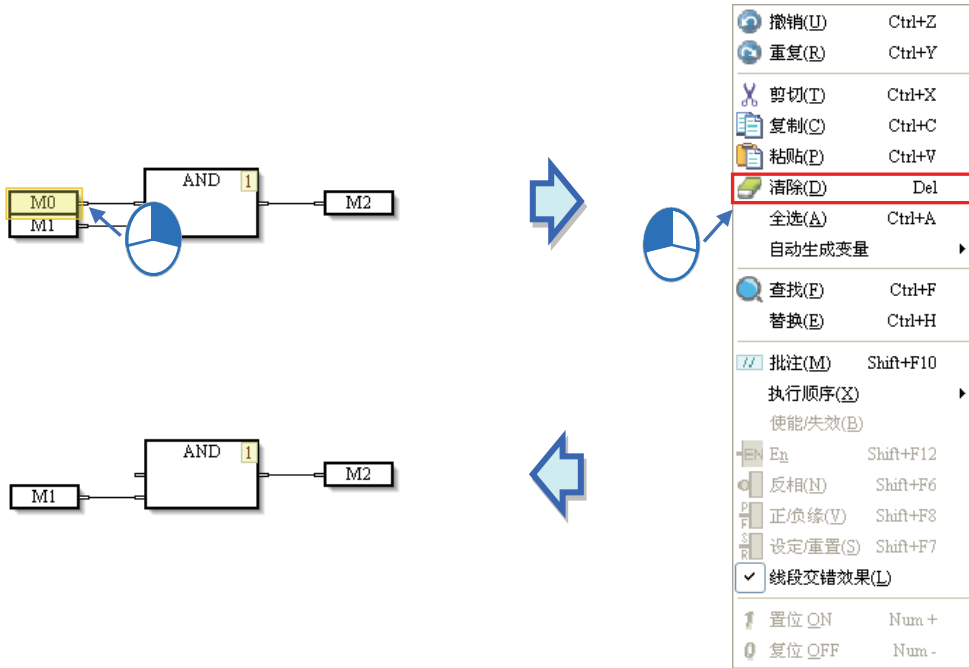 M0
M1
AND
1
M2
撤销(U) Ctrl+Z
重复(R) Ctrl+Y
剪切(T) Ctrl+X
复制(C) Ctrl+C
粘贴(P) Ctrl+V
清除(D) Del
全选(A) Ctrl+A
自动生成变量
查找(F) Ctrl+F
替换(E) Ctrl+H
// 批注(M) Shift+F10
执行顺序(X)
使能/失效(B)
EN En Shift+F12
反相(N) Shift+F6
P F 正/负缘(V) Shift+F8
S R 设定/重置(S) Shift+F7
线段交错效果(L)
1 置位 ON Num +
0 复位 OFF Num -
AND
1
M1
M2